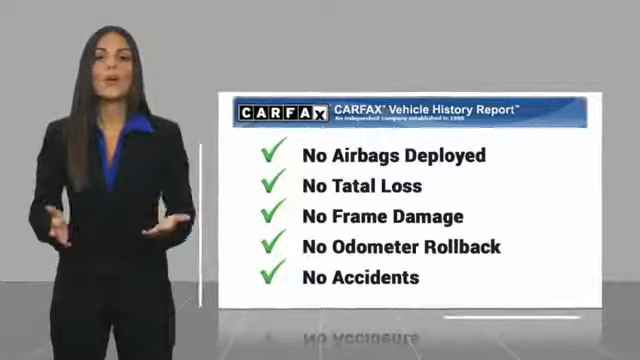 CARFAX CARFAX® Vehicle History Report™
An independent company established in 1986
No Airbags Deployed
No Tatal Loss
No Frame Damage
No Odometer Rollback
No Accidents